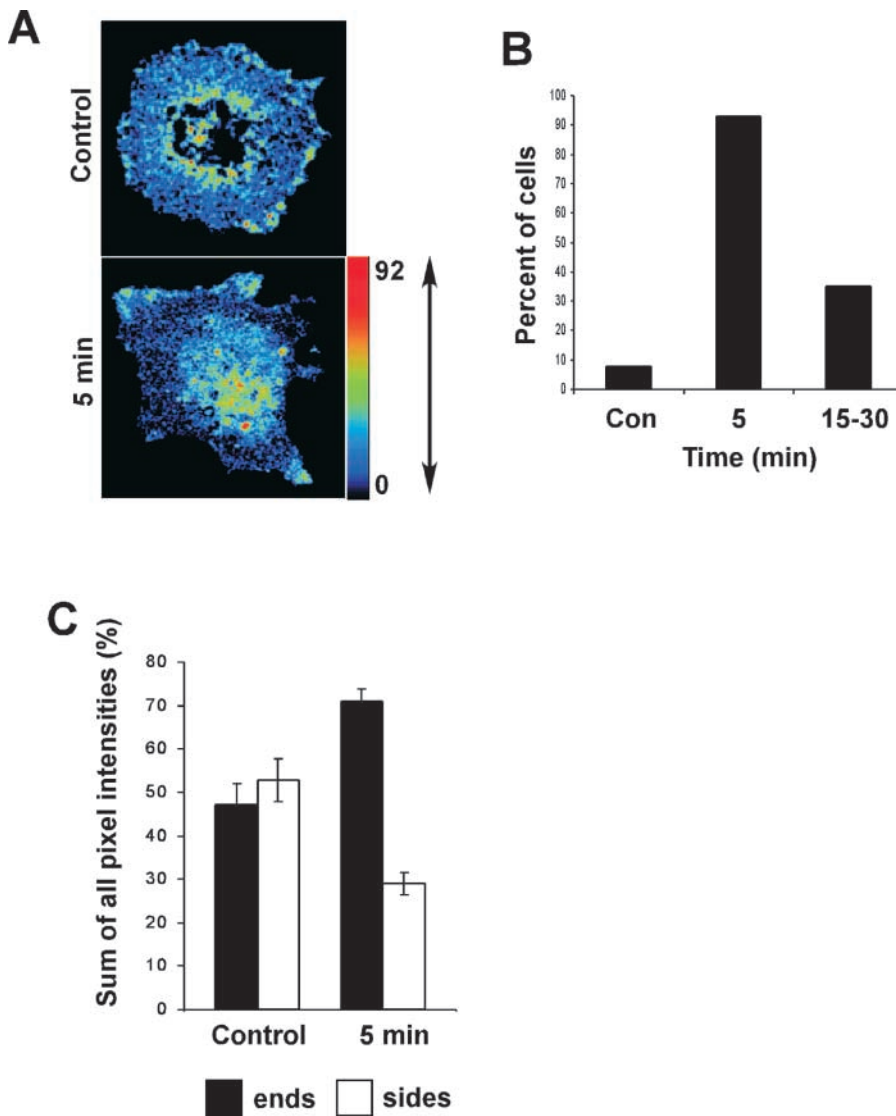 A
Control
5 min
92
0
B
Percent of cells
100
90
80
70
60
50
40
30
20
10
0
Con 5 15-30
Time (min)
C
Sum of all pixel intensities (%)
80
70
60
50
40
30
20
10
0
Control 5 min
ends sides